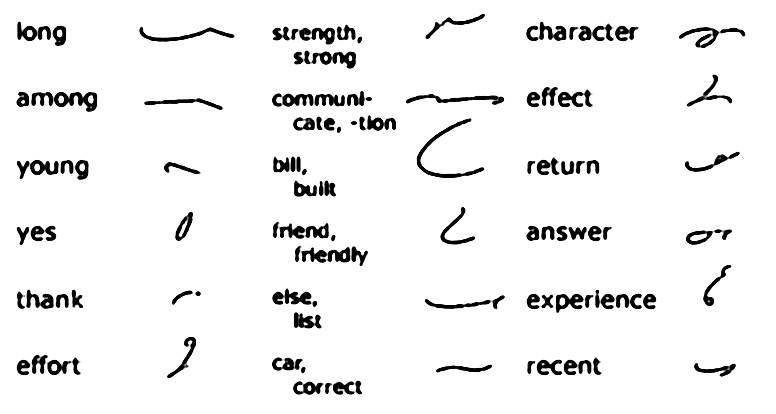 long strength, character
strong
among communi- effect
cate, -tion
young bill, return
built
yes friend, answer
friendly
thank else, experience
list
effort car, recent
correct